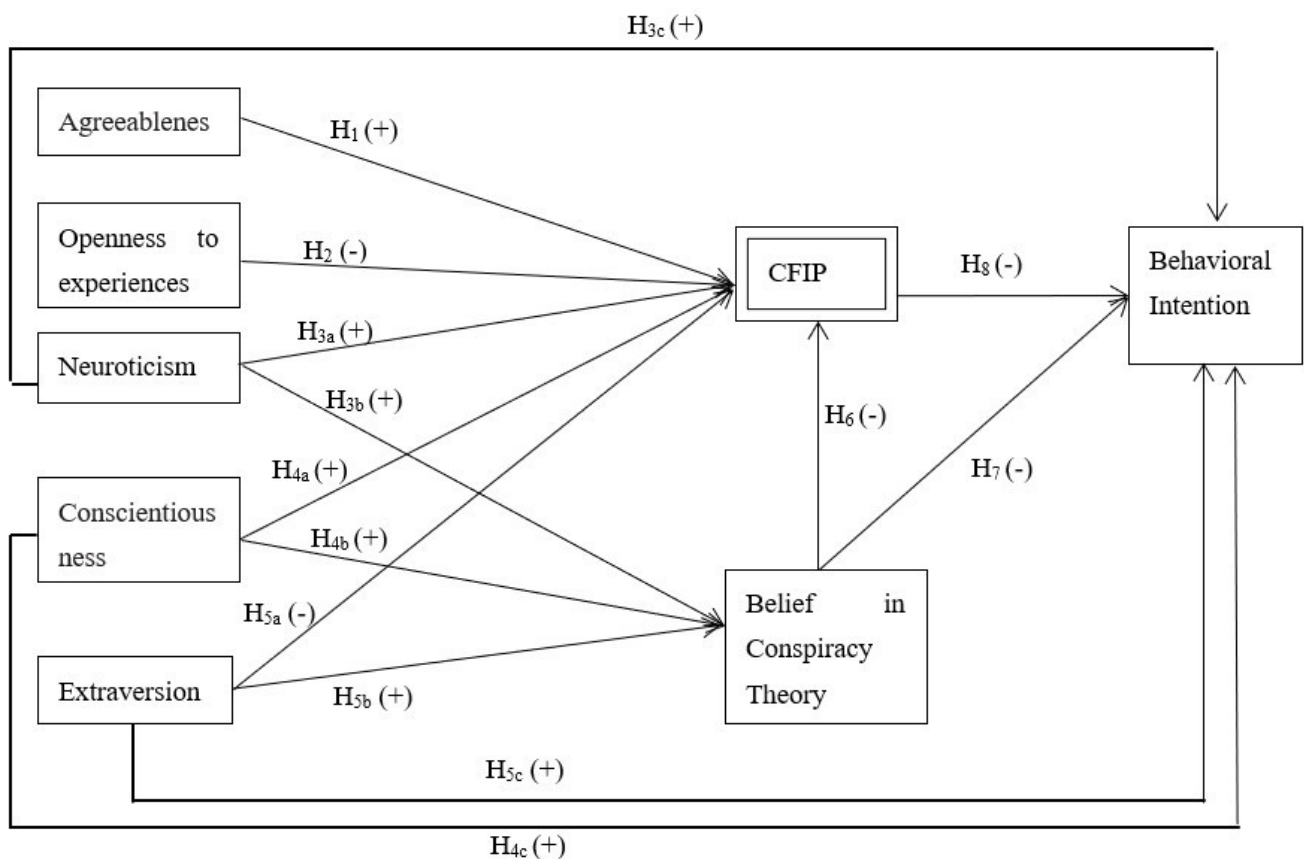 H3c (+)
Agreeablenes
H1 (+)
Openness to
experiences
H2 (-)
CFIP
H8 (-)
Behavioral
Intention
Neuroticism
H3a (+)
H3b (+)
H6 (-)
H7 (-)
H4a (+)
Conscientious
ness
H4b (+)
Belief in
Conspiracy
Theory
H5a (-)
Extraversion
H5b (+)
H5c (+)
H4c (+)